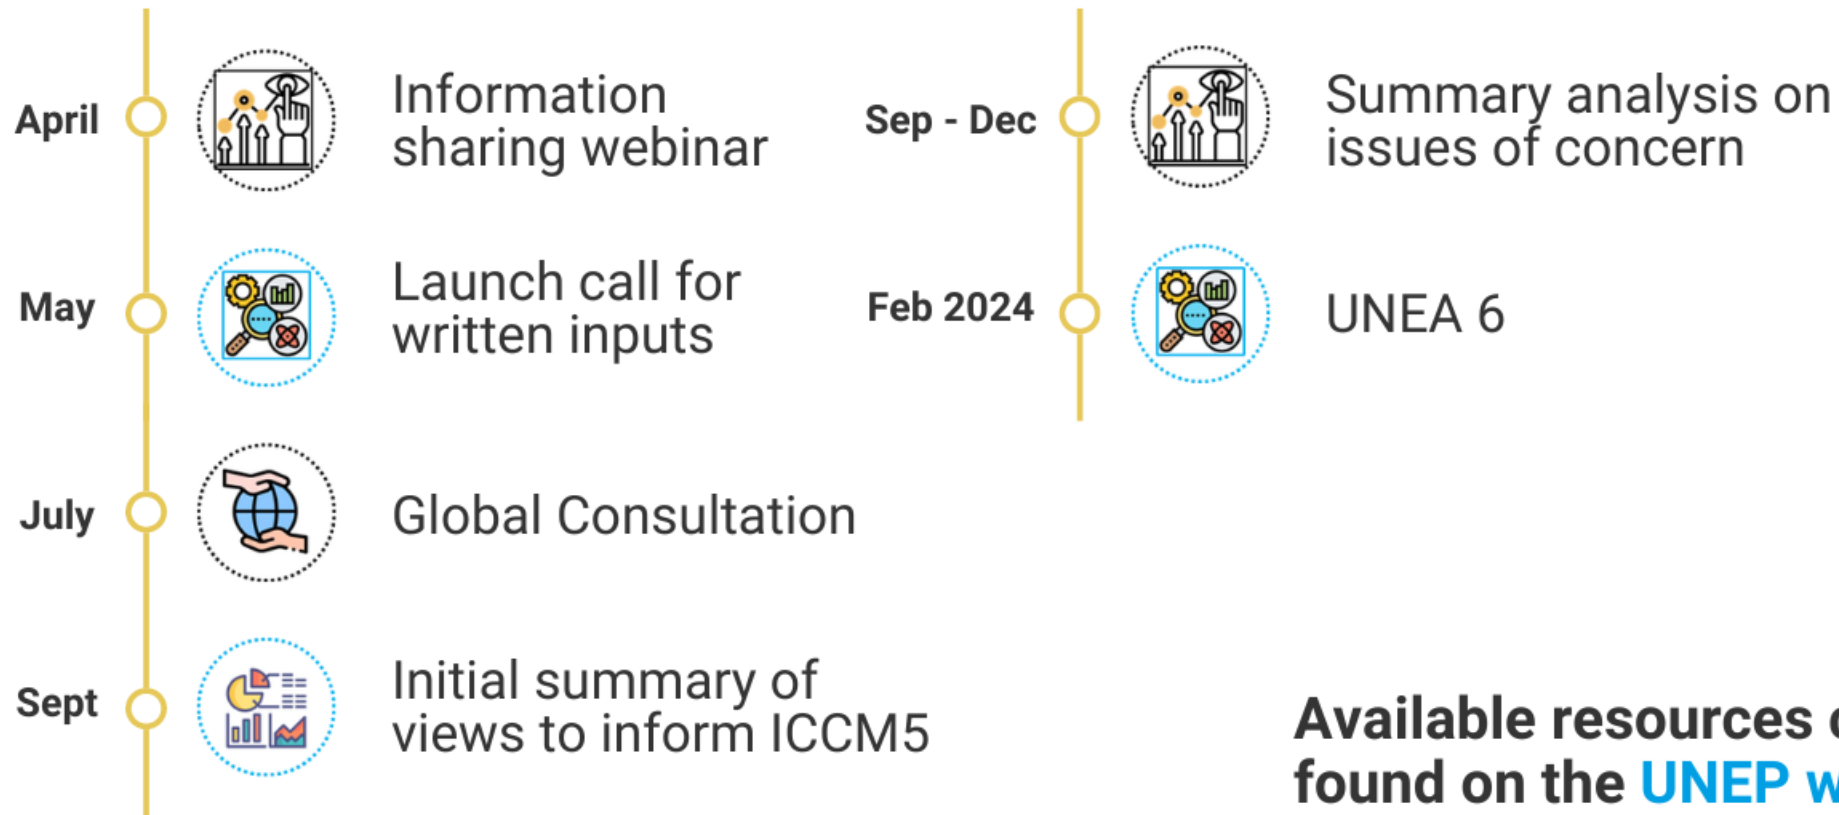 April
Information
sharing webinar
May
Launch call for
written inputs
July
Global Consultation
Sept
Initial summary of
views to inform ICCM5
Sep - Dec
Summary analysis on
issues of concern
Feb 2024
UNEA 6
Available resources
found on the UNEP